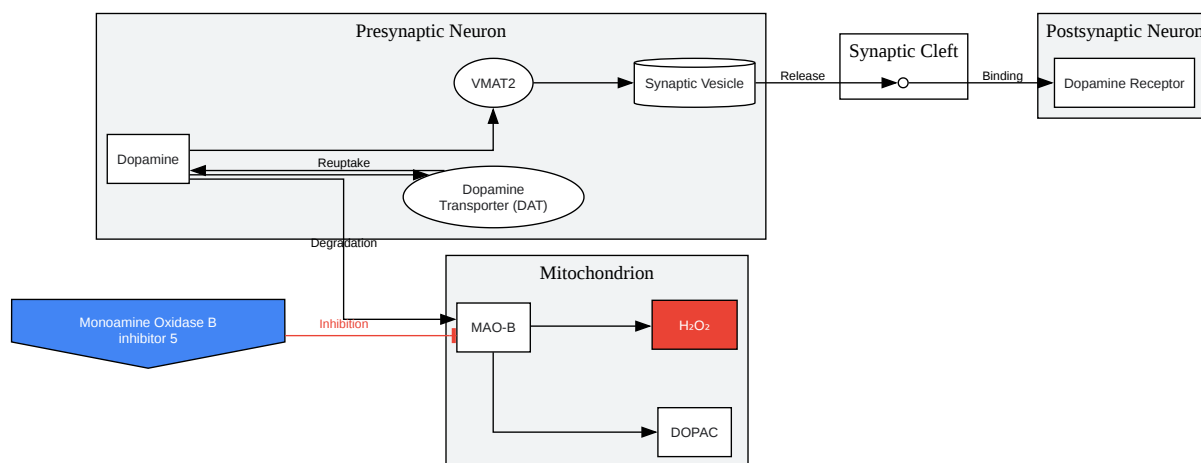 Presynaptic Neuron
Synaptic Cleft
Postsynaptic Neuron
VMAT2
Synaptic Vesicle
Release
Binding
Dopamine Receptor
Dopamine
Reuptake
Dopamine
Transporter (DAT)
Degradation
Mitochondrion
Monoamine Oxidase B
inhibitor 5
Inhibition
MAO-B
H₂O₂
DOPAC